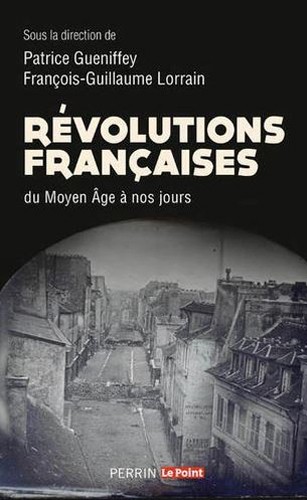 Sous la direction de
Patrice Gueniffey
François-Guillaume Lorrain
RÉVOLUTIONS
FRANÇAISES
du Moyen Âge à nos jours
PERRIN Le Point